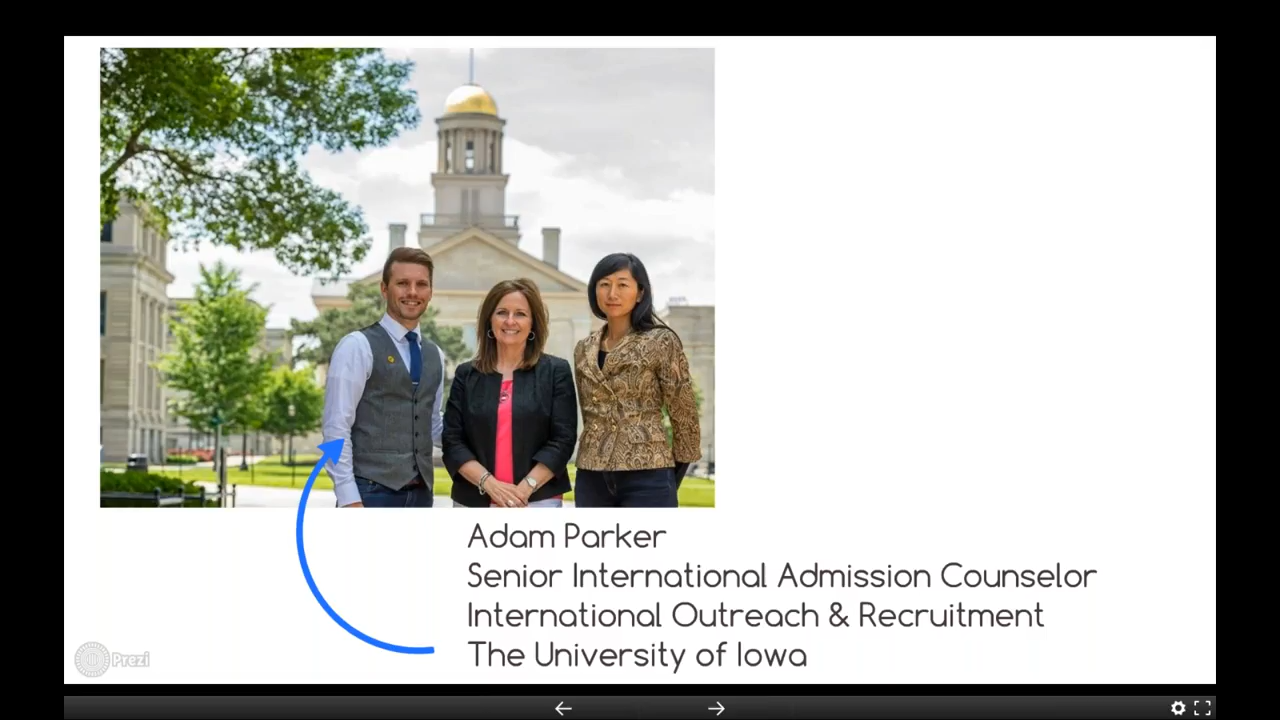 Adam Parker
Senior International Admission Counselor
International Outreach & Recruitment
The University of Iowa
Prezi